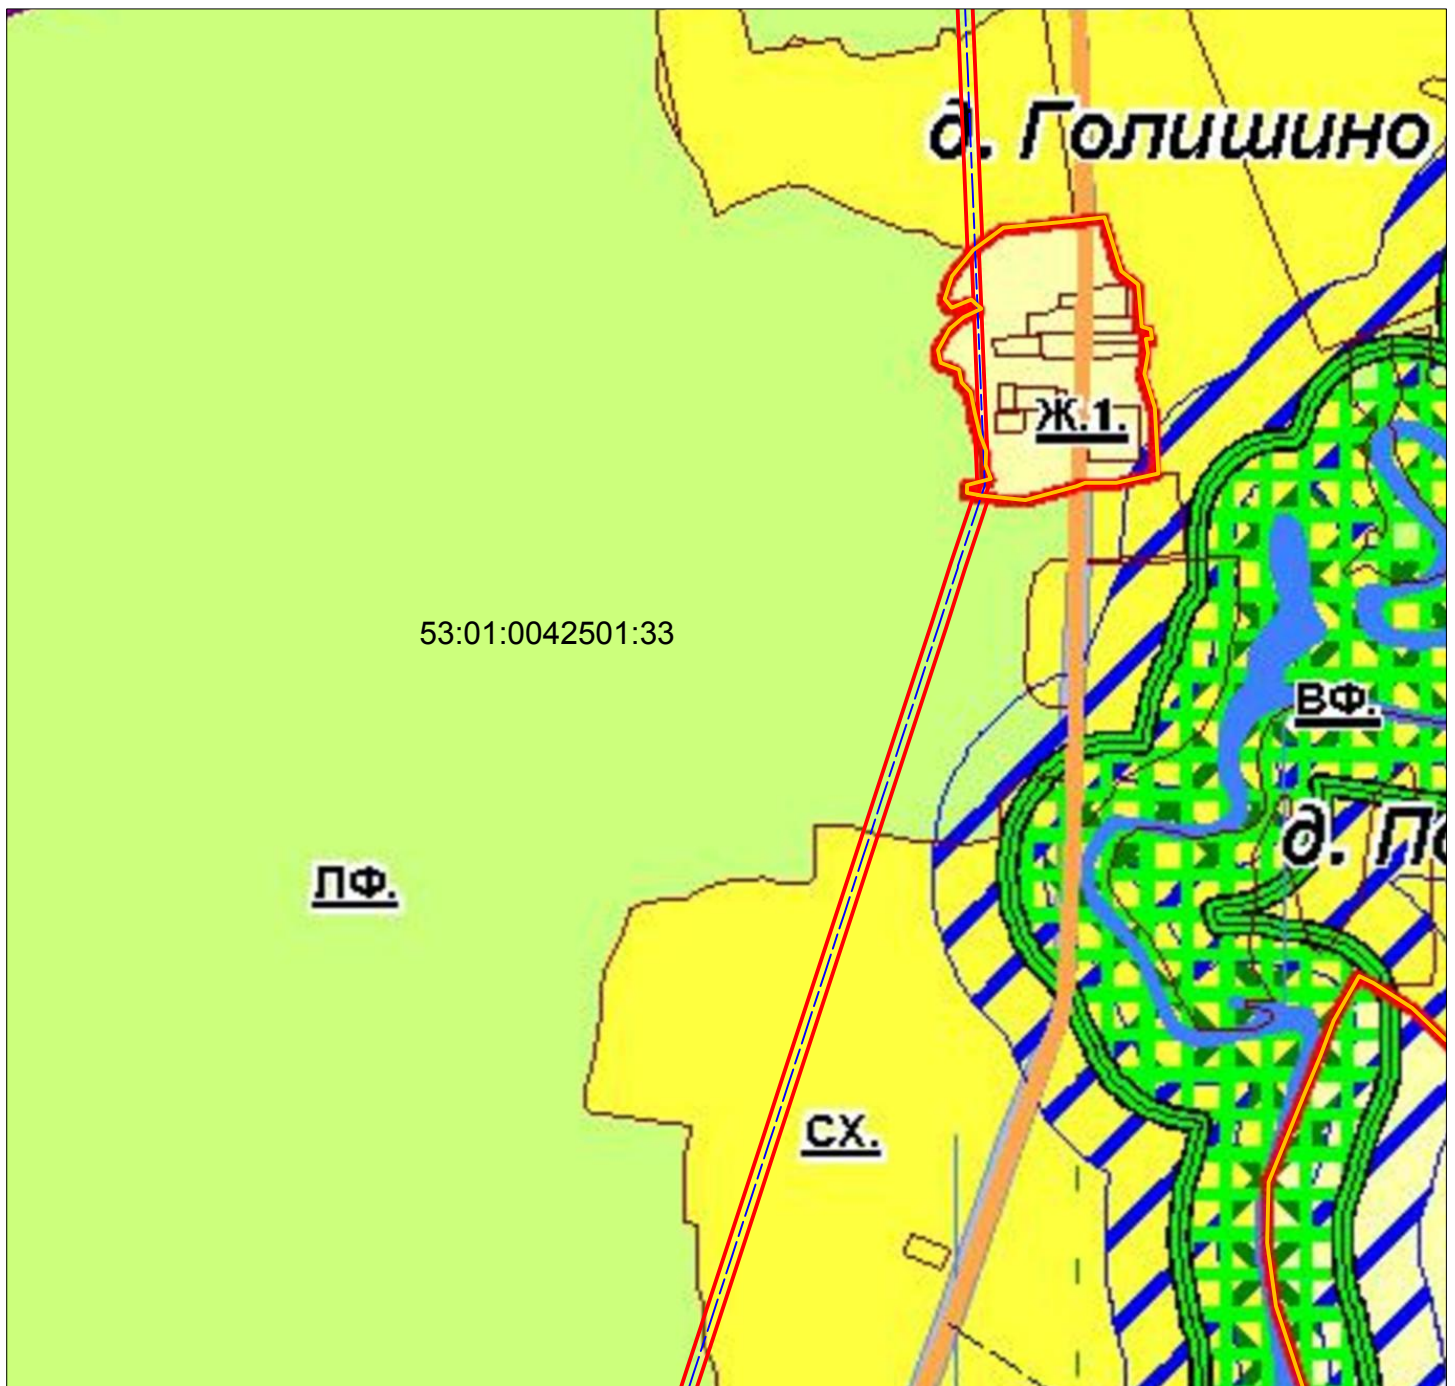 д. Голишино
Ж.1.
53:01:0042501:33
ВФ.
д. По
ЛФ.
СХ.